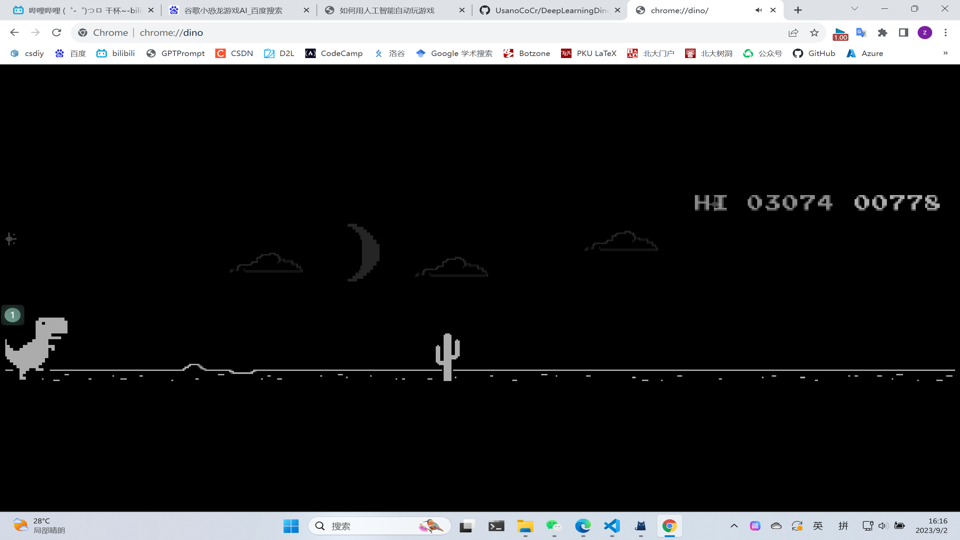 哔哩哔哩 (゜-゜)つロ 干杯~-bili
谷歌小恐龙游戏AI_百度搜索
如何用人工智能自动玩游戏
UsanoCoCr/DeepLearningDin
chrome://dino/
Chrome | chrome://dino
1.00
z
csdiy
百度
bilibili
GPTPrompt
CSDN
D2L
CodeCamp
洛谷
Google 学术搜索
Botzone
PKU LaTeX
北大门户
北大树洞
公众号
GitHub
Azure
»
HI 03074 00778
1
28°C
局部晴朗
搜索
英
拼
16:16
2023/9/2